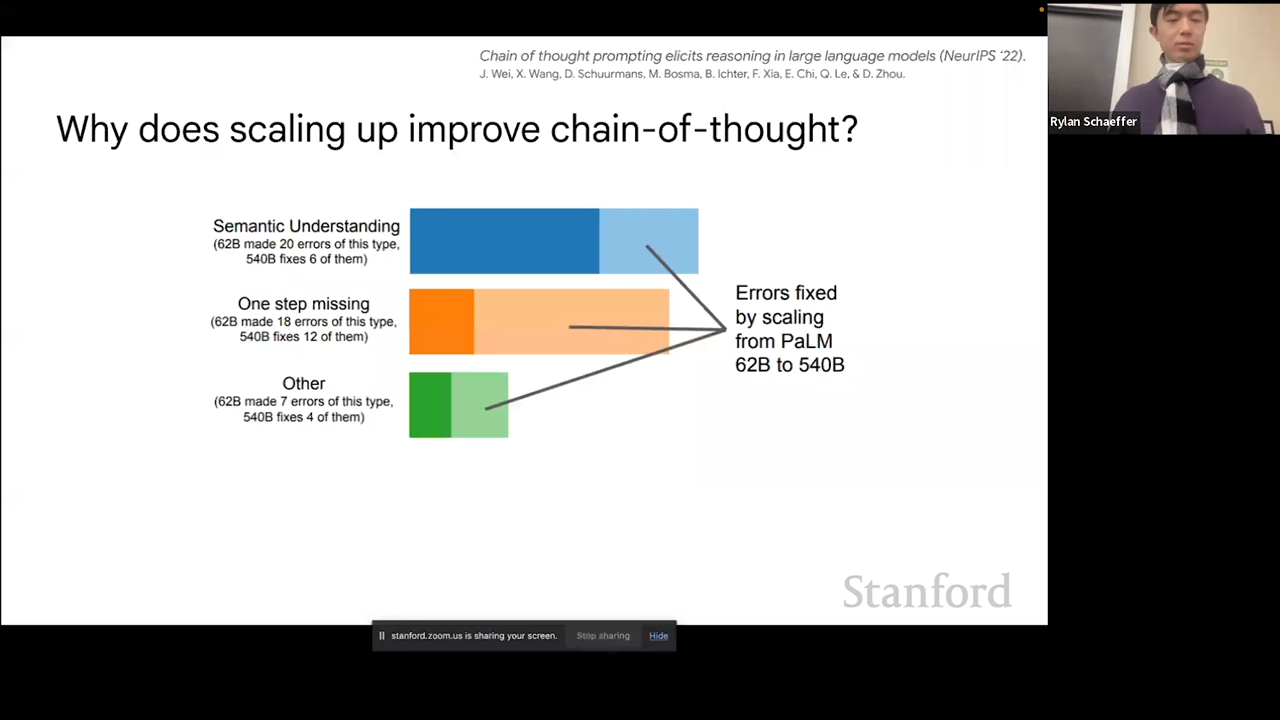 Chain of thought prompting elicits reasoning in large language models (NeurIPS '22).
J. Wei, X. Wang, D. Schuurmans, M. Bosma, B. Ichter, F. Xia, E. Chi, Q. Le, & D. Zhou.
Rylan Schaeffer
Why does scaling up improve chain-of-thought?
Semantic Understanding
(62B made 20 errors of this type,
540B fixes 6 of them)
One step missing
(62B made 18 errors of this type,
540B fixes 12 of them)
Other
(62B made 7 errors of this type,
540B fixes 4 of them)
Errors fixed
by scaling
from PaLM
62B to 540B
Stanford
stanford.zoom.us is sharing your screen. Stop sharing Hide